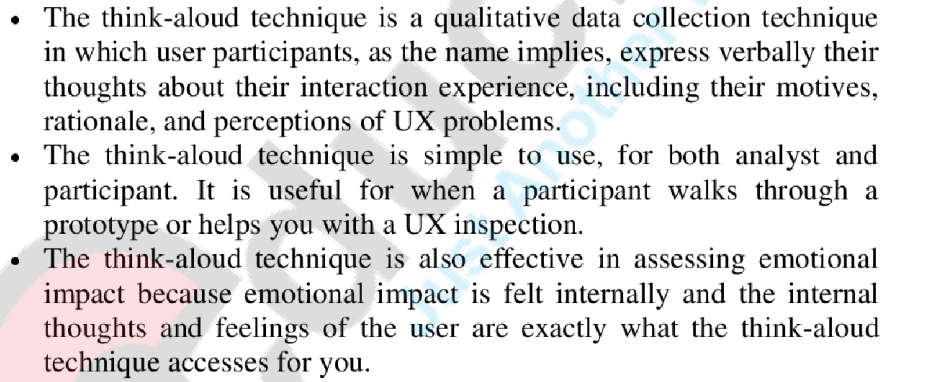 • The think-aloud technique is a qualitative data collection technique
in which user participants, as the name implies, express verbally their
thoughts about their interaction experience, including their motives,
rationale, and perceptions of UX problems.
• The think-aloud technique is simple to use, for both analyst and
participant. It is useful for when a participant walks through a
prototype or helps you with a UX inspection.
• The think-aloud technique is also effective in assessing emotional
impact because emotional impact is felt internally and the internal
thoughts and feelings of the user are exactly what the think-aloud
technique accesses for you.
Just Another